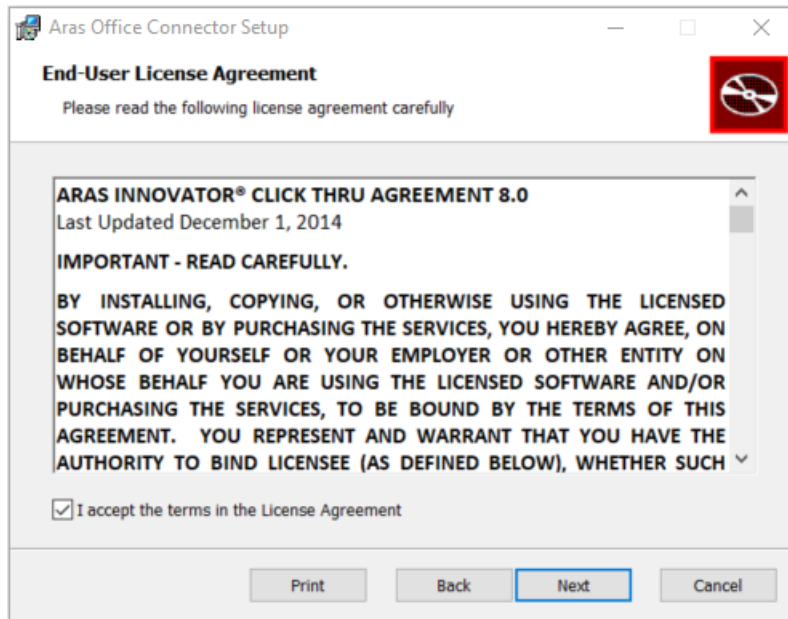 Aras Office Connector Setup
End-User License Agreement
Please read the following license agreement carefully
ARAS INNOVATOR® CLICK THRU AGREEMENT 8.0
Last Updated December 1, 2014
IMPORTANT - READ CAREFULLY.
BY INSTALLING, COPYING, OR OTHERWISE USING THE LICENSED
SOFTWARE OR BY PURCHASING THE SERVICES, YOU HEREBY AGREE, ON
BEHALF OF YOURSELF OR YOUR EMPLOYER OR OTHER ENTITY ON
WHOSE BEHALF YOU ARE USING THE LICENSED SOFTWARE AND/OR
PURCHASING THE SERVICES, TO BE BOUND BY THE TERMS OF THIS
AGREEMENT. YOU REPRESENT AND WARRANT THAT YOU HAVE THE
AUTHORITY TO BIND LICENSEE (AS DEFINED BELOW), WHETHER SUCH
I accept the terms in the License Agreement
Print Back Next Cancel